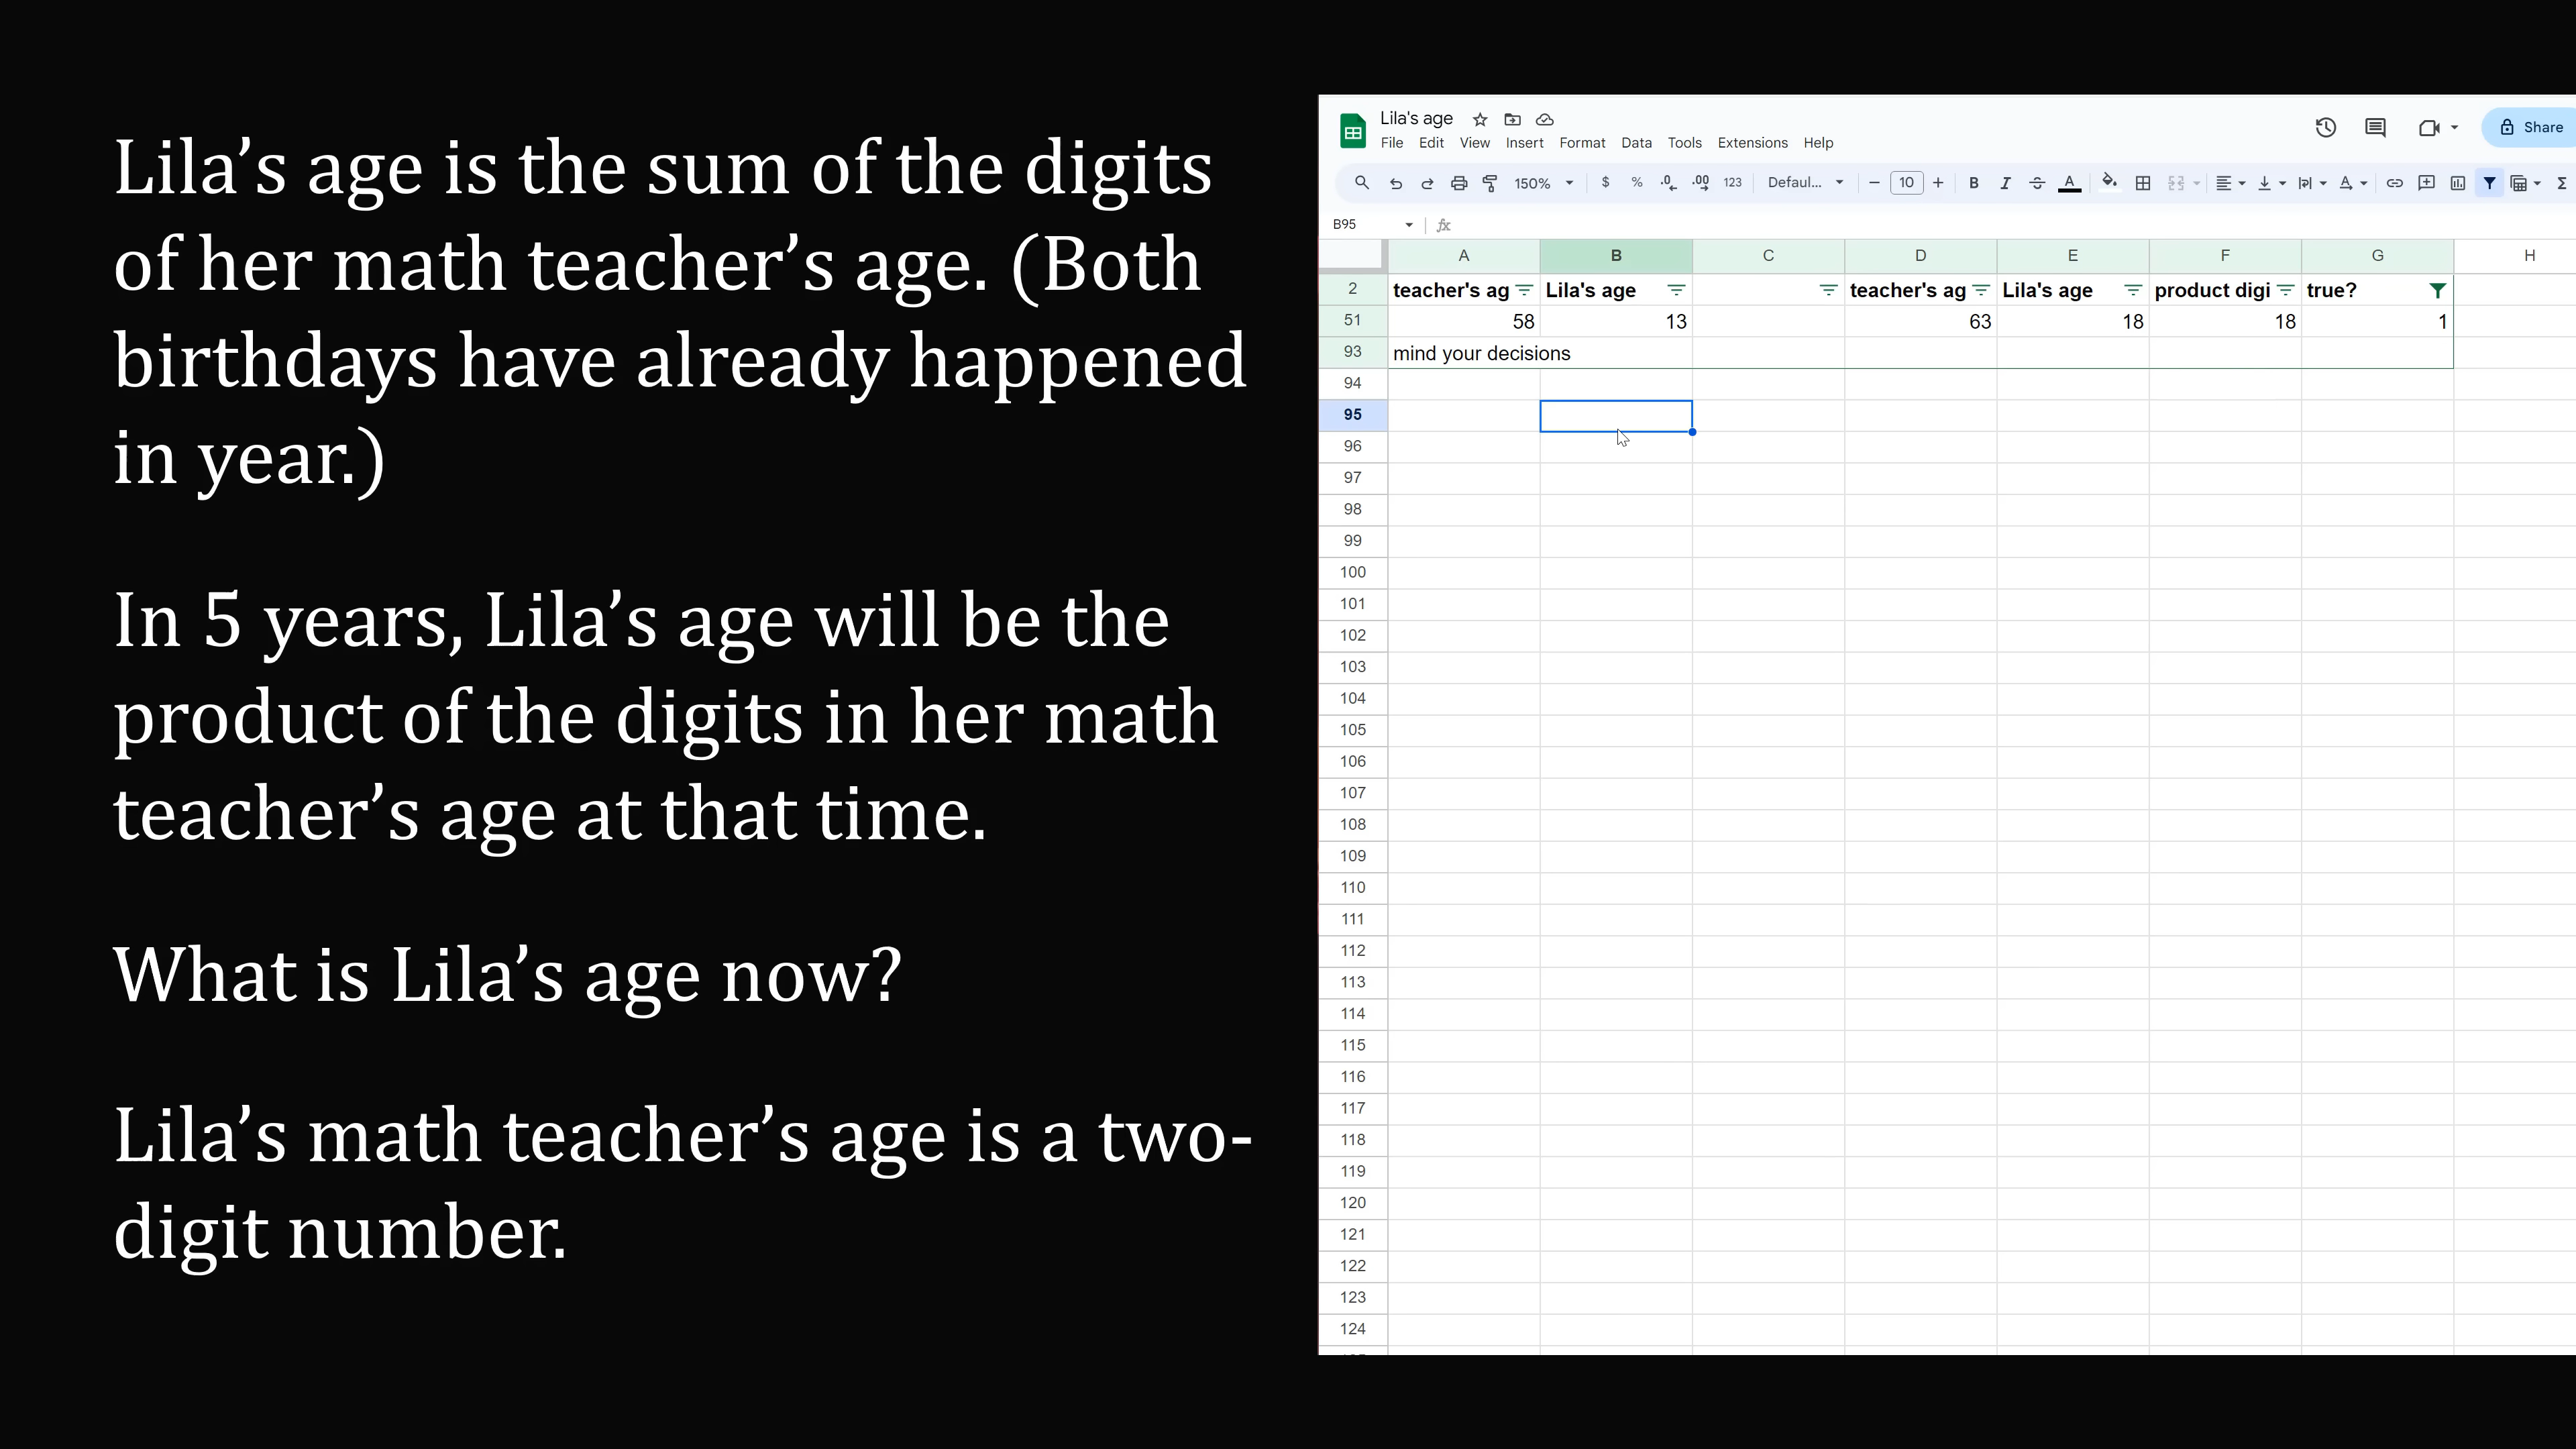 Lila’s age is the sum of the digits
of her math teacher’s age. (Both
birthdays have already happened
in year.)
In 5 years, Lila’s age will be the
product of the digits in her math
teacher’s age at that time.
What is Lila’s age now?
Lila’s math teacher’s age is a two-
digit number.
Lila's age
File Edit View Insert Format Data Tools Extensions Help
Share
150% $ % .0 .00 123 Defaul... 10 B I A
B95 fx
A B C D E F G H
2 teacher's ag Lila's age teacher's ag Lila's age product digi true?
51 58 13 63 18 18 1
93 mind your decisions
94
95
96
97
98
99
100
101
102
103
104
105
106
107
108
109
110
111
112
113
114
115
116
117
118
119
120
121
122
123
124